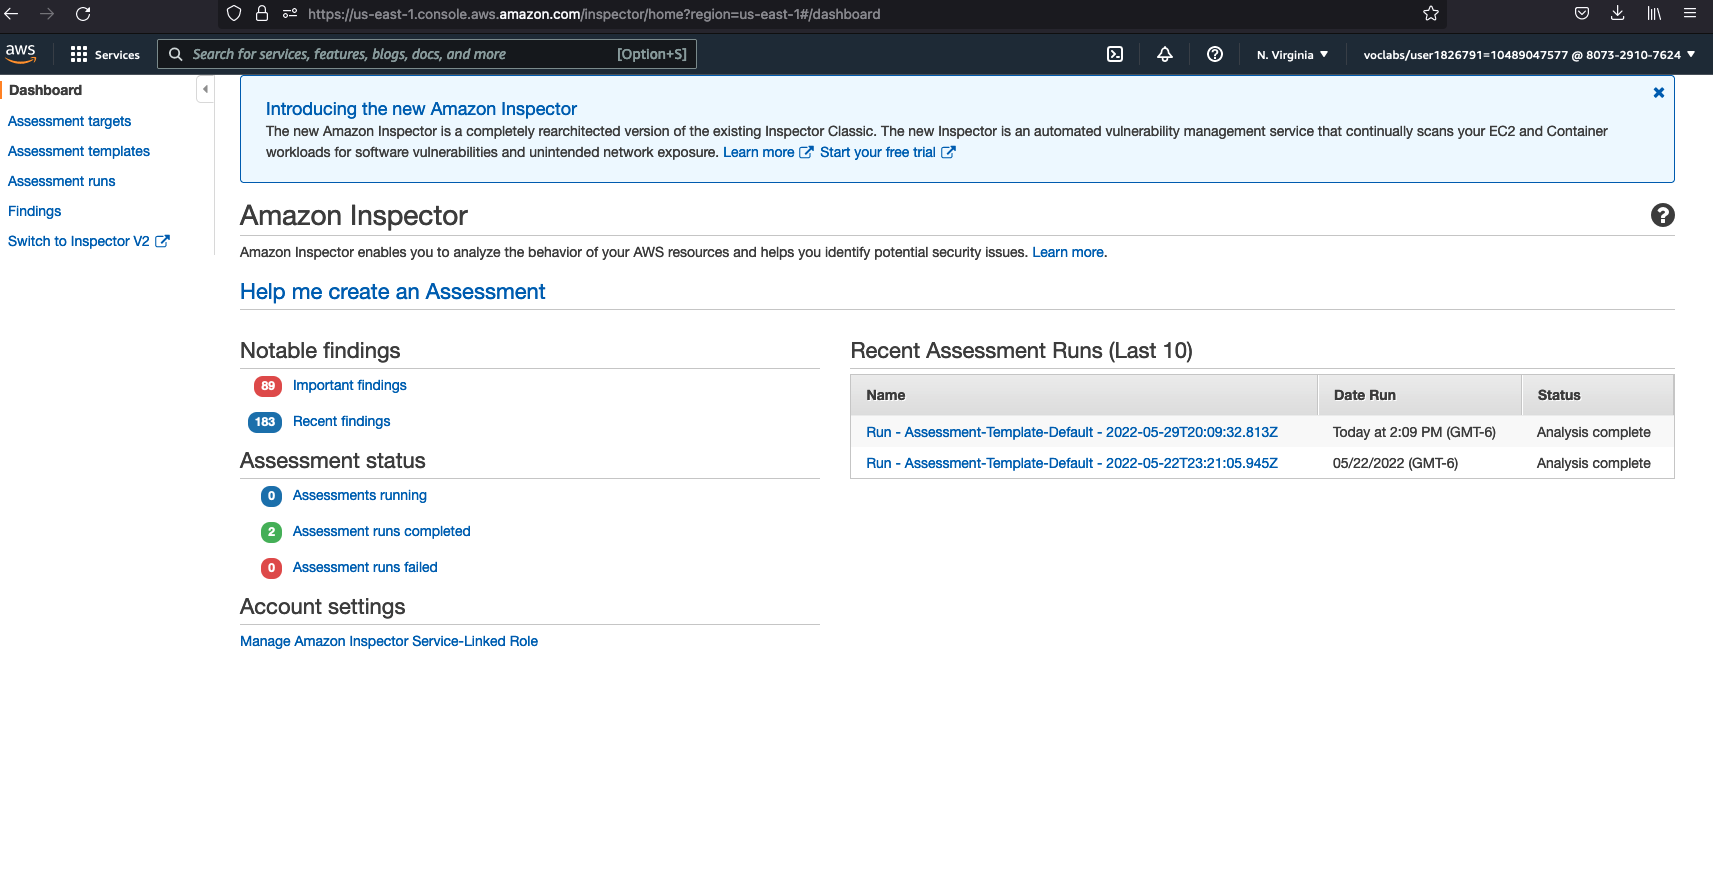 https://us-east-1.console.aws.amazon.com/inspector/home?region=us-east-1#/dashboard
aws
Services
Search for services, features, blogs, docs, and more
[Option+S]
N. Virginia
voclabs/user1826791=10489047577 @ 8073-2910-7624
Dashboard
Assessment targets
Assessment templates
Assessment runs
Findings
Switch to Inspector V2
Introducing the new Amazon Inspector
The new Amazon Inspector is a completely rearchitected version of the existing Inspector Classic. The new Inspector is an automated vulnerability management service that continually scans your EC2 and Container
workloads for software vulnerabilities and unintended network exposure. Learn more Start your free trial
Amazon Inspector
Amazon Inspector enables you to analyze the behavior of your AWS resources and helps you identify potential security issues. Learn more.
Help me create an Assessment
Notable findings
89 Important findings
183 Recent findings
Assessment status
0 Assessments running
2 Assessment runs completed
0 Assessment runs failed
Account settings
Manage Amazon Inspector Service-Linked Role
Recent Assessment Runs (Last 10)
Name Date Run Status
Run - Assessment-Template-Default - 2022-05-29T20:09:32.813Z Today at 2:09 PM (GMT-6) Analysis complete
Run - Assessment-Template-Default - 2022-05-22T23:21:05.945Z 05/22/2022 (GMT-6) Analysis complete